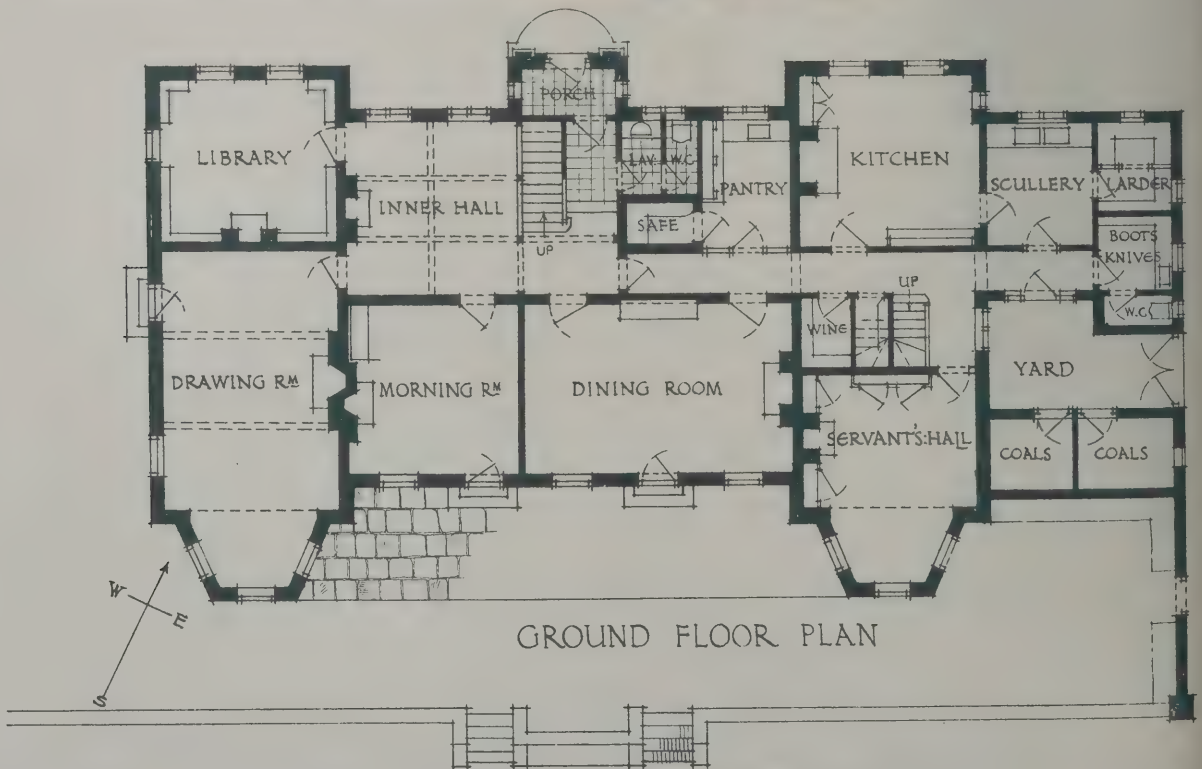 PORCH
LIBRARY
KITCHEN
LAV.
W.C.
INNER HALL
PANTRY
SCULLERY
LARDER
SAFE
UP
BOOTS
KNIVES
UP
W.C.
WINE
DRAWING RM
MORNING RM
DINING ROOM
YARD
SERVANT'S:HALL
COALS
COALS
W
E
S
GROUND FLOOR PLAN